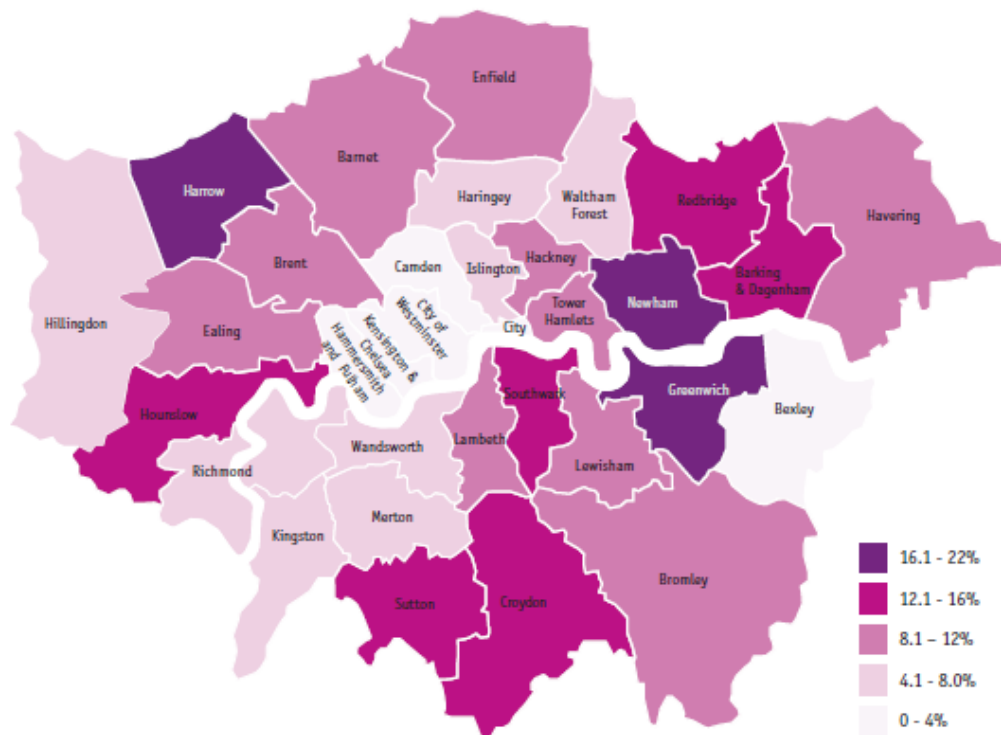 Enfield
Barnet
Harrow
Haringey
Waltham
Forest
Redbridge
Havering
Brent
Camden
Islington
Hackney
Newham
Barking
& Dagenham
Hillingdon
Ealing
City of
Westminster
Kensington &
Chelsea
Hammersmith
and Fulham
City
Tower
Hamlets
Hounslow
Southwark
Greenwich
Bexley
Richmond
Wandsworth
Lambeth
Lewisham
Kingston
Merton
Sutton
Croydon
Bromley
16.1 - 22%
12.1 - 16%
8.1 – 12%
4.1 - 8.0%
0 - 4%